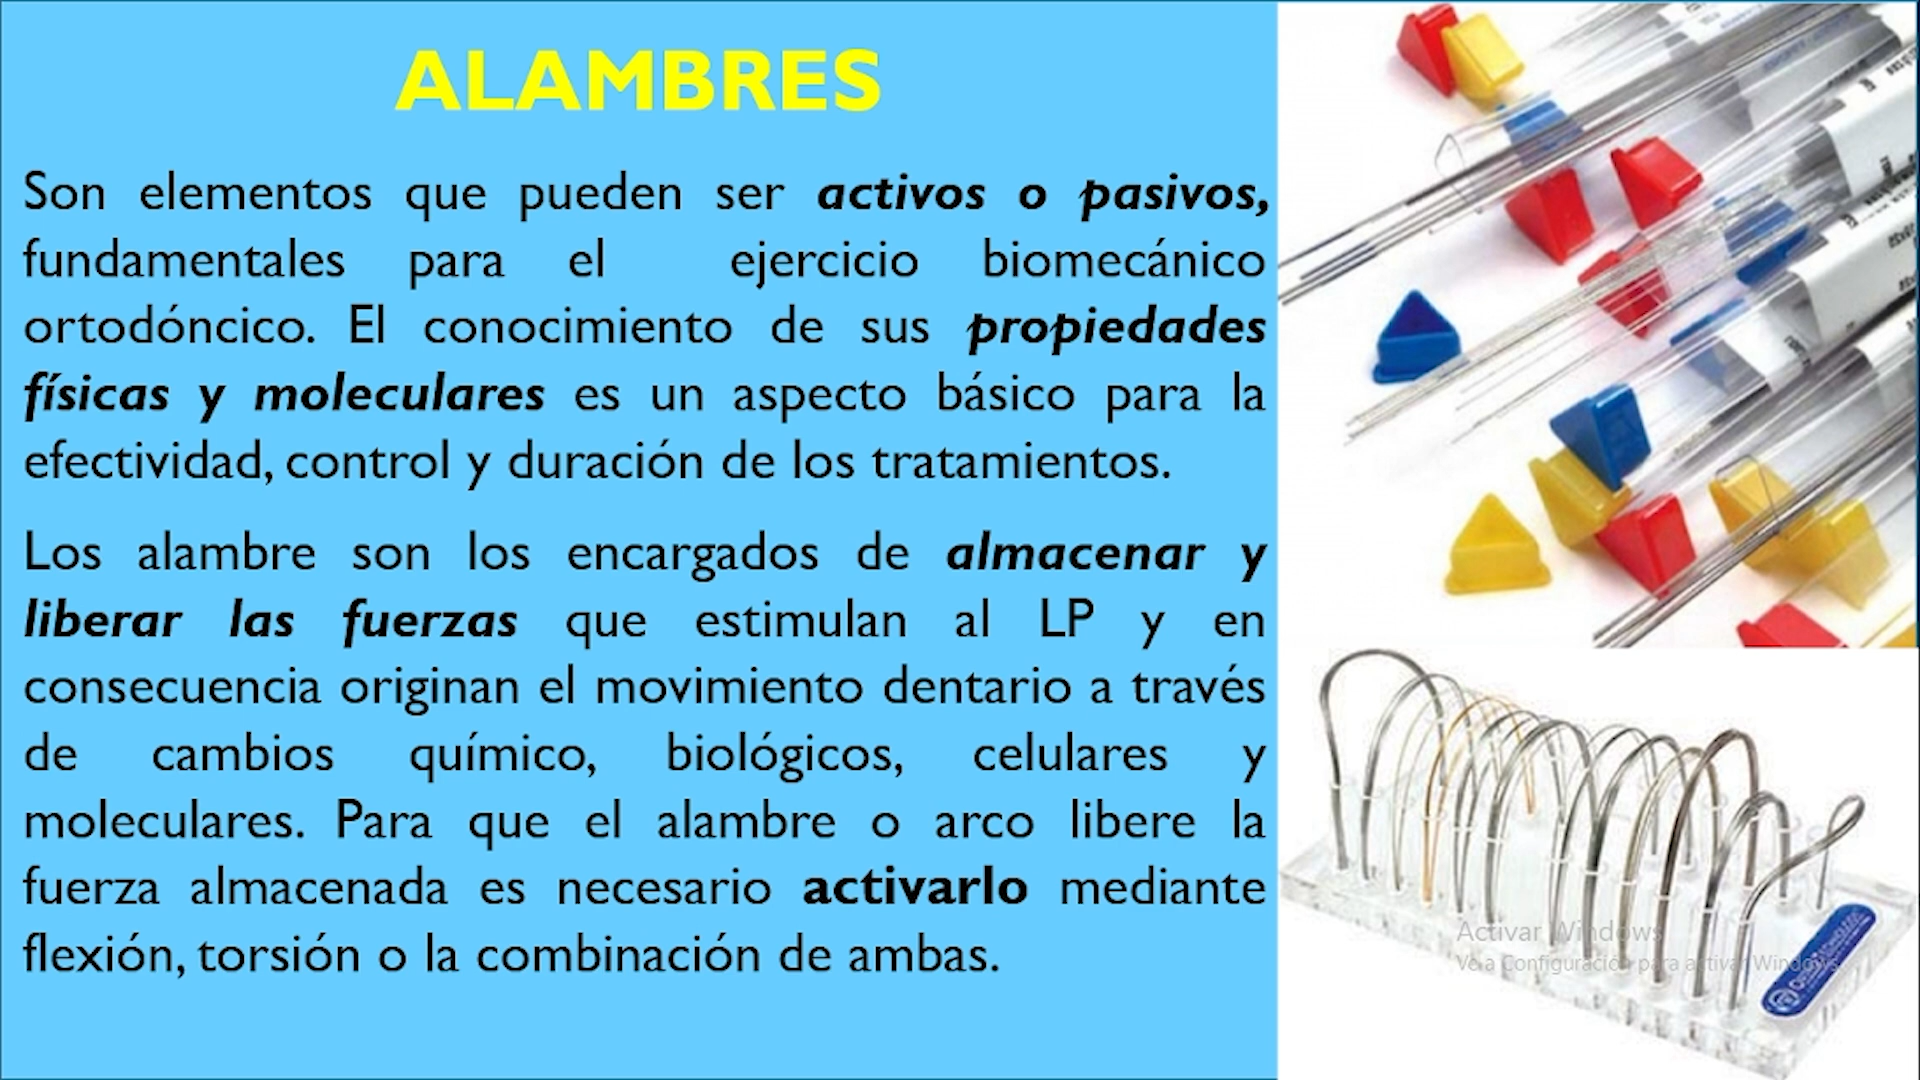 ALAMBRES
Son elementos que pueden ser activos o pasivos,
fundamentales para el ejercicio biomecánico
ortodóncico. El conocimiento de sus propiedades
físicas y moleculares es un aspecto básico para la
efectividad, control y duración de los tratamientos.
Los alambre son los encargados de almacenar y
liberar las fuerzas que estimulan al LP y en
consecuencia originan el movimiento dentario a través
de cambios químico, biológicos, celulares y
moleculares. Para que el alambre o arco libere la
fuerza almacenada es necesario activarlo mediante
flexión, torsión o la combinación de ambas.
Activar Windows
Ve a Configuración para activar Windows.